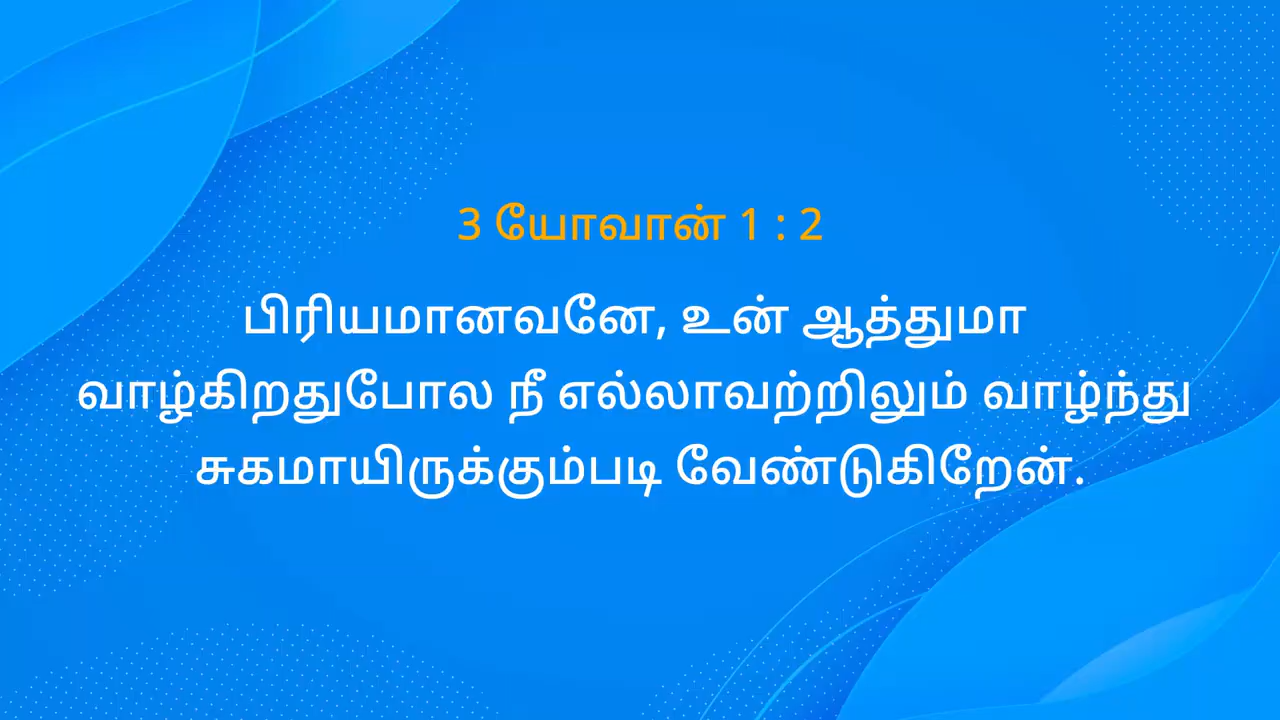 3 யோவான் 1 : 2
பிரியமானவனே, உன் ஆத்துமா
வாழ்கிறதுபோல நீ எல்லாவற்றிலும் வாழ்ந்து
சுகமாயிருக்கும்படி வேண்டுகிறேன்.